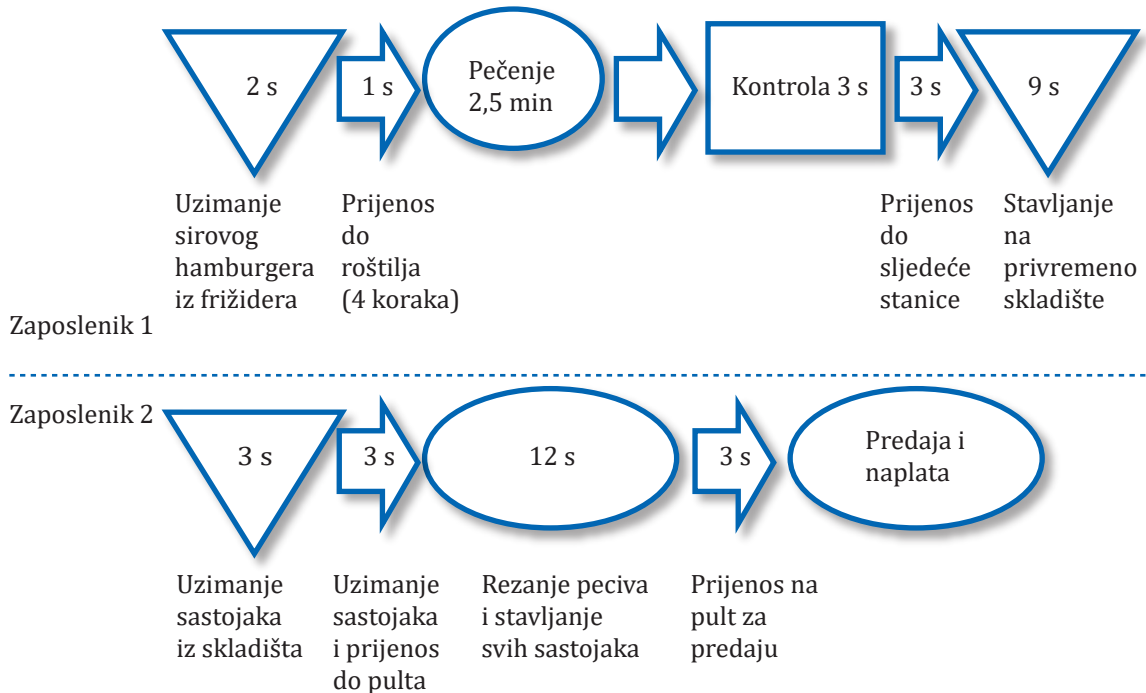 2 s
1 s
Pečenje
2,5 min
Kontrola 3 s
3 s
9 s
Uzimanje
sirovog
hamburgera
iz frižidera
Prijenos
do
roštilja
(4 koraka)
Prijenos
do
sljedeće
stanice
Stavljanje
na
privremeno
skladište
Zaposlenik 1
Zaposlenik 2
3 s
3 s
12 s
3 s
Predaja i
naplata
Uzimanje
sastojaka
iz skladišta
Uzimanje
sastojaka
i prijenos
do pulta
Rezanje peciva
i stavljanje
svih sastojaka
Prijenos na
pult za
predaju